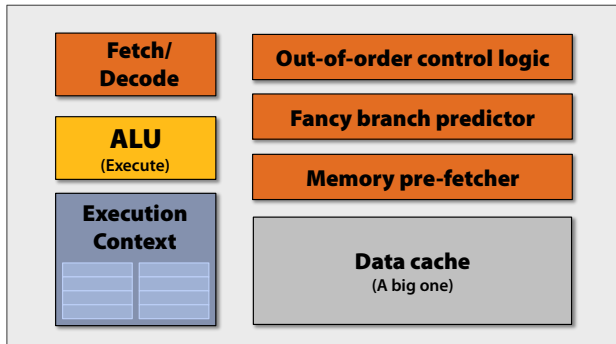 Fetch/
Decode
ALU
(Execute)
Execution
Context
Out-of-order control logic
Fancy branch predictor
Memory pre-fetcher
Data cache
(A big one)